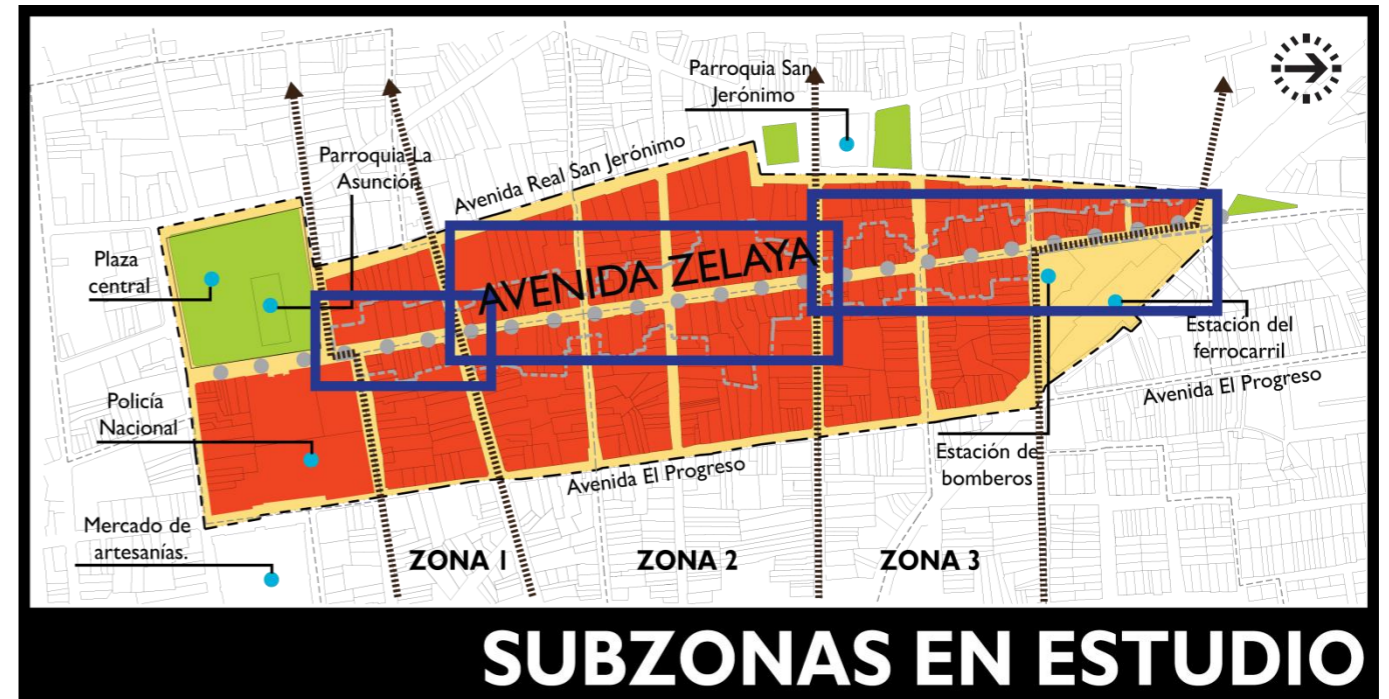 Parroquia San
Jerónimo
Parroquia La
Asunción
Avenida Real San Jerónimo
Plaza
central
AVENIDA ZELAYA
Estación del
ferrocarril
Avenida El Progreso
Policía
Nacional
Estación de
bomberos
Avenida El Progreso
Mercado de
artesanías.
ZONA 1
ZONA 2
ZONA 3
SUBZONAS EN ESTUDIO